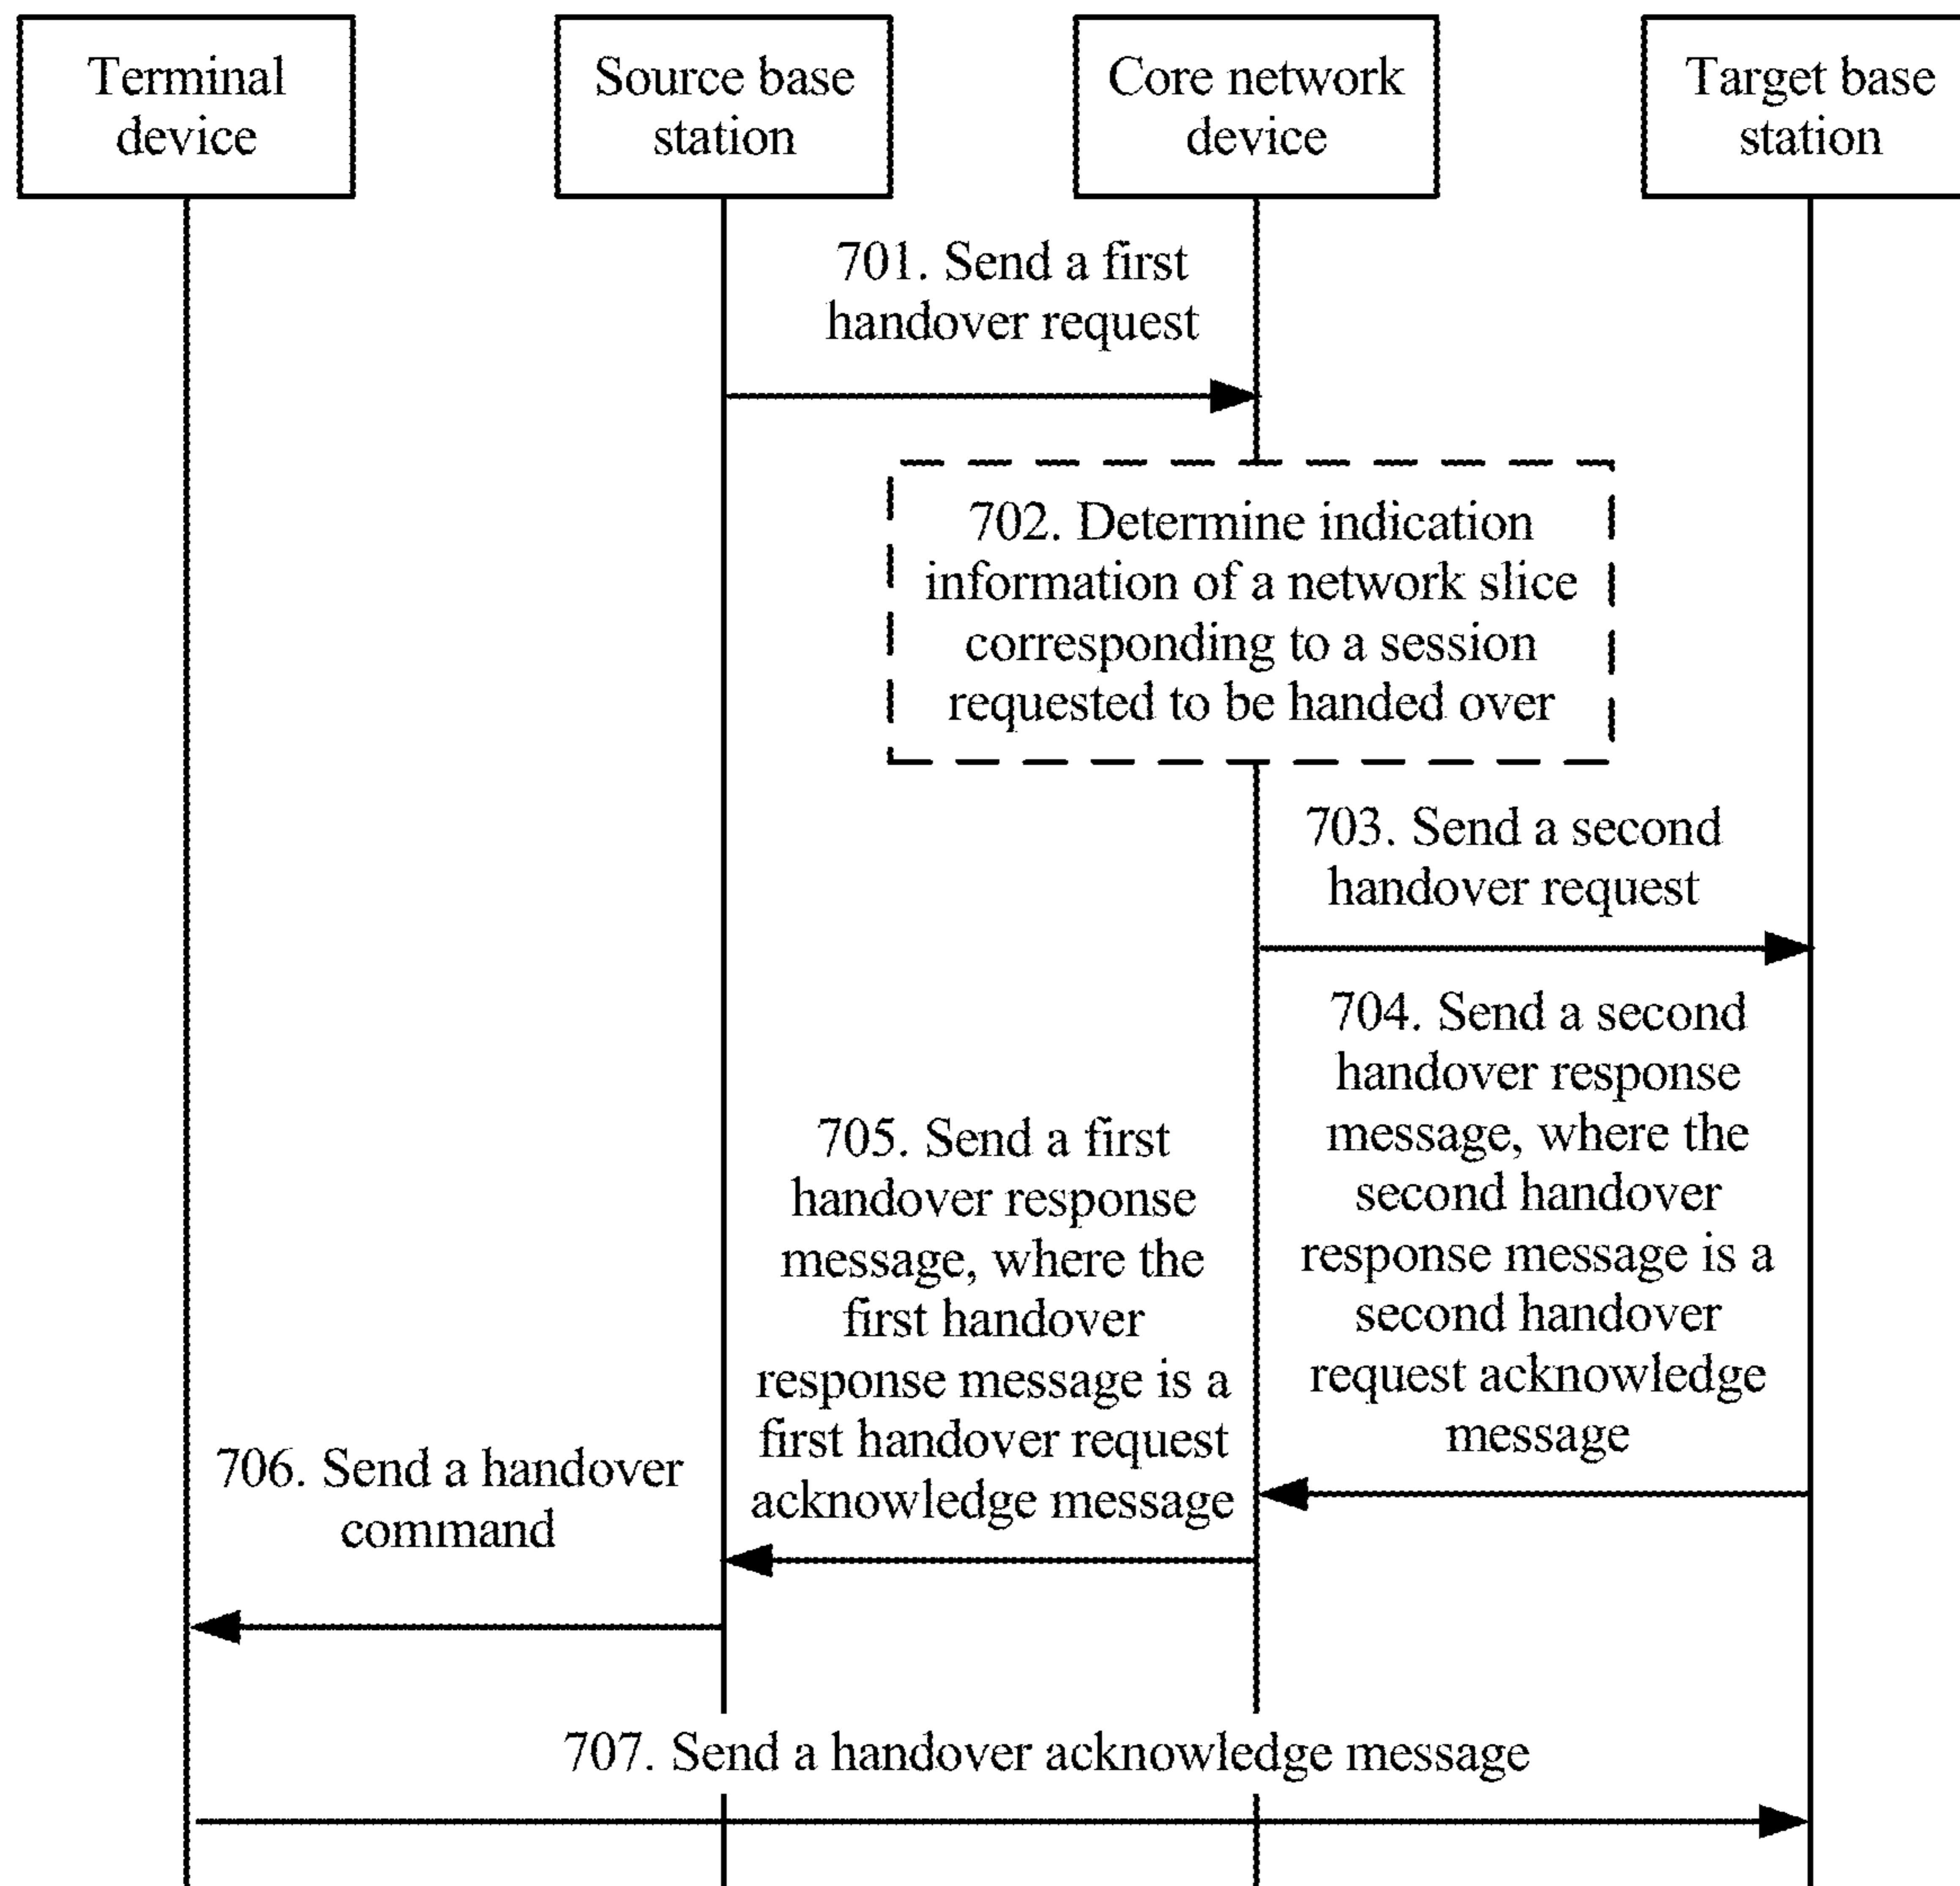 Terminal
device
Source base
station
Core network
device
Target base
station
701. Send a first
handover request
702. Determine indication
information of a network slice
corresponding to a session
requested to be handed over
703. Send a second
handover request
704. Send a second
handover response
message, where the
second handover
response message is a
second handover
request acknowledge
message
705. Send a first
handover response
message, where the
first handover
response message is a
first handover request
acknowledge message
706. Send a handover
command
707. Send a handover acknowledge message